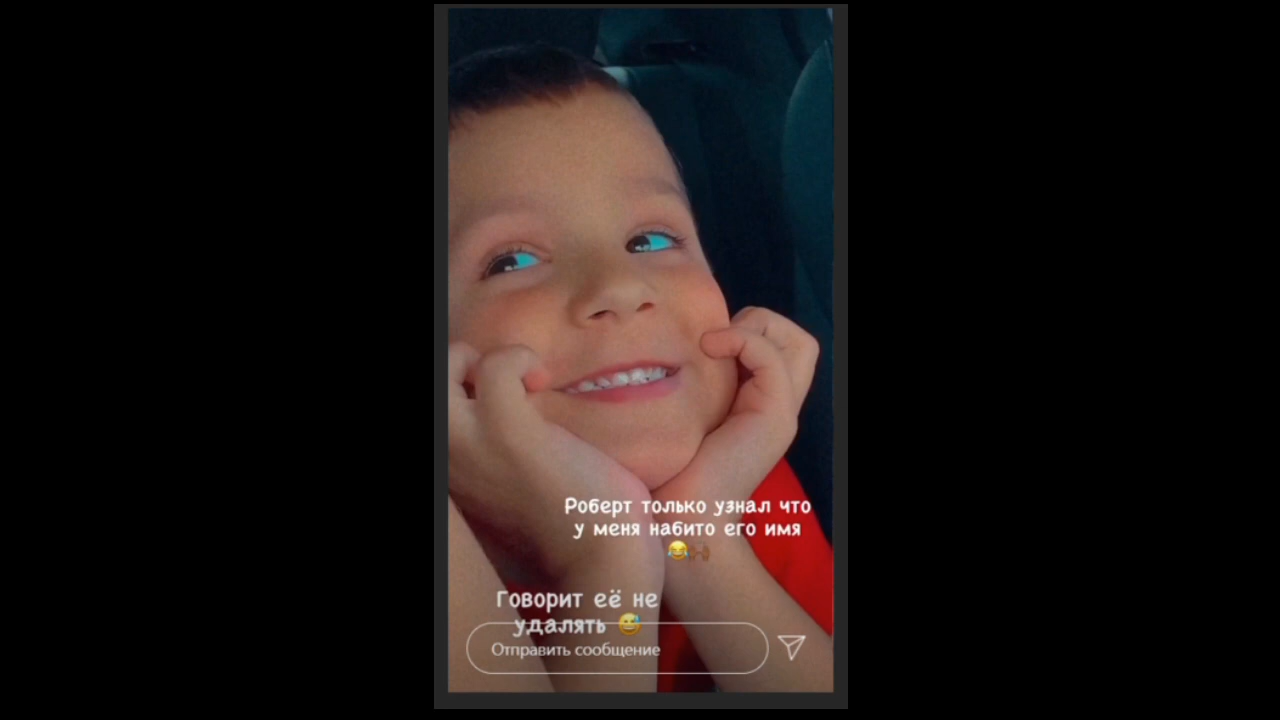 Роберт только узнал что
у меня набито его имя
😂🤎
Говорит её не
удалять 😅
Отправить сообщение